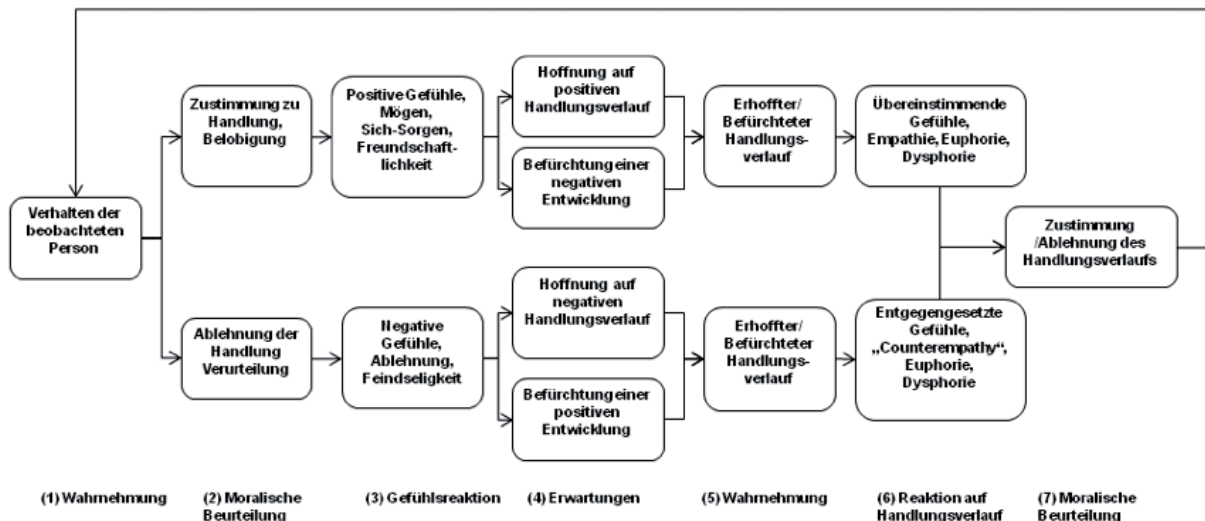 Verhalten der
beobachteten
Person
Zustimmung zu
Handlung,
Belobigung
Positive Gefühle,
Mögen,
Sich-Sorgen,
Freundschaft-
lichkeit
Hoffnung auf
positiven
Handlungsverlauf
Befürchtung einer
negativen
Entwicklung
Erhoffter/
Befürchteter
Handlungs-
verlauf
Übereinstimmende
Gefühle,
Empathie, Euphorie,
Dysphorie
Ablehnung der
Handlung
Verurteilung
Negative
Gefühle,
Ablehnung,
Feindseligkeit
Hoffnung auf
negativen
Handlungsverlauf
Befürchtung einer
positiven
Entwicklung
Erhoffter/
Befürchteter
Handlungs-
verlauf
Entgegengesetzte
Gefühle,
„Counterempathy“,
Euphorie,
Dysphorie
Zustimmung
/Ablehnung des
Handlungsverlaufs
(1) Wahrnehmung
(2) Moralische
Beurteilung
(3) Gefühlsreaktion
(4) Erwartungen
(5) Wahrnehmung
(6) Reaktion auf
Handlungsverlauf
(7) Moralische
Beurteilung